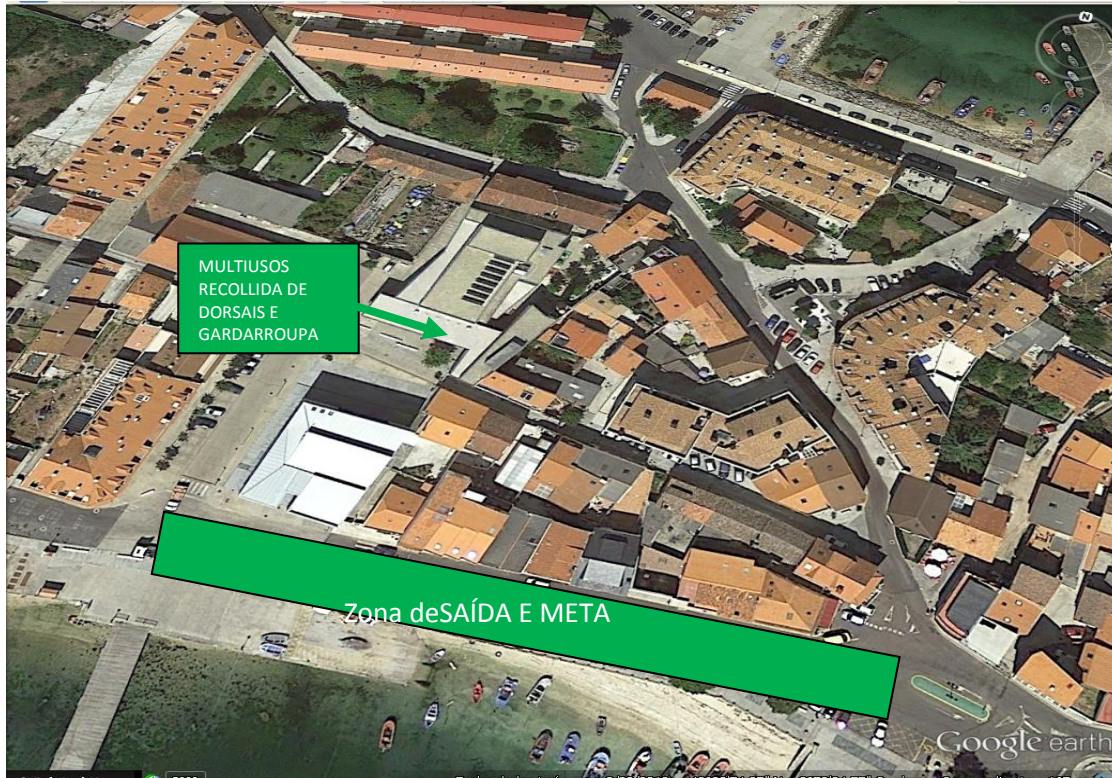 N
MULTIUSOS
RECOLLIDA DE
DORSAIS E
GARDARROUPA
Zona deSAÍDA E META
Google earth